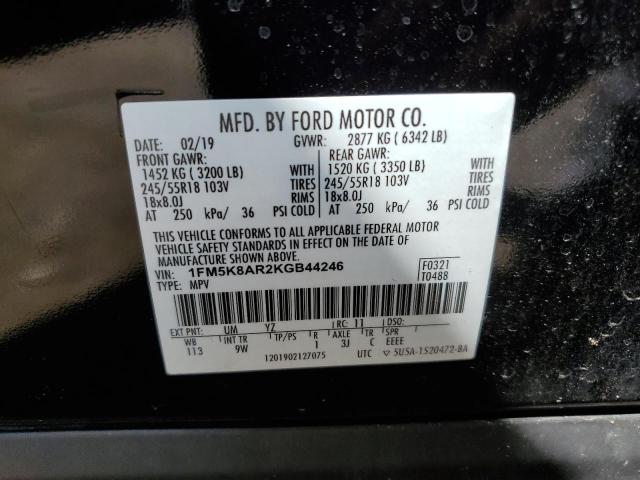 MFD. BY FORD MOTOR CO.
DATE: 02/19 GVWR: 2877 KG ( 6342 LB)
FRONT GAWR: REAR GAWR:
1452 KG ( 3200 LB) WITH 1520 KG ( 3350 LB) WITH
245/55R18 103V TIRES 245/55R18 103V TIRES
18x8.0J RIMS 18x8.0J RIMS
AT 250 kPa/ 36 PSI COLD AT 250 kPa/ 36 PSI COLD
THIS VEHICLE CONFORMS TO ALL APPLICABLE FEDERAL MOTOR
VEHICLE SAFETY STANDARDS IN EFFECT ON THE DATE OF
MANUFACTURE SHOWN ABOVE.
VIN: 1FM5K8AR2KGB44246 F0321
TYPE: MPV T0488
EXT PNT: UM YZ RC: 11
WB INT TR TP/PS R AXLE TR SPR
113 9W 1 3J C EEEE
1201902127075 UTC 5U5A-1520472-BA